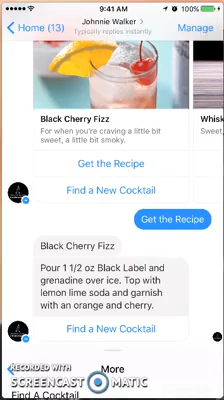 9:41 AM
100%
Home (13)
Johnnie Walker
Manage
Typically replies instantly
Black Cherry Fizz
For when you're craving a little bit
sweet, a little bit smoky.
Whisk
Sweet,
Get the Recipe
Find a New Cocktail
Get the Recipe
Black Cherry Fizz
Pour 1 1/2 oz Black Label and
grenadine over ice. Top with
lemon lime soda and garnish
with an orange and cherry.
Find a New Cocktail
RECORDED WITH
More
SCREENCAST MATIC
Find A Cocktail